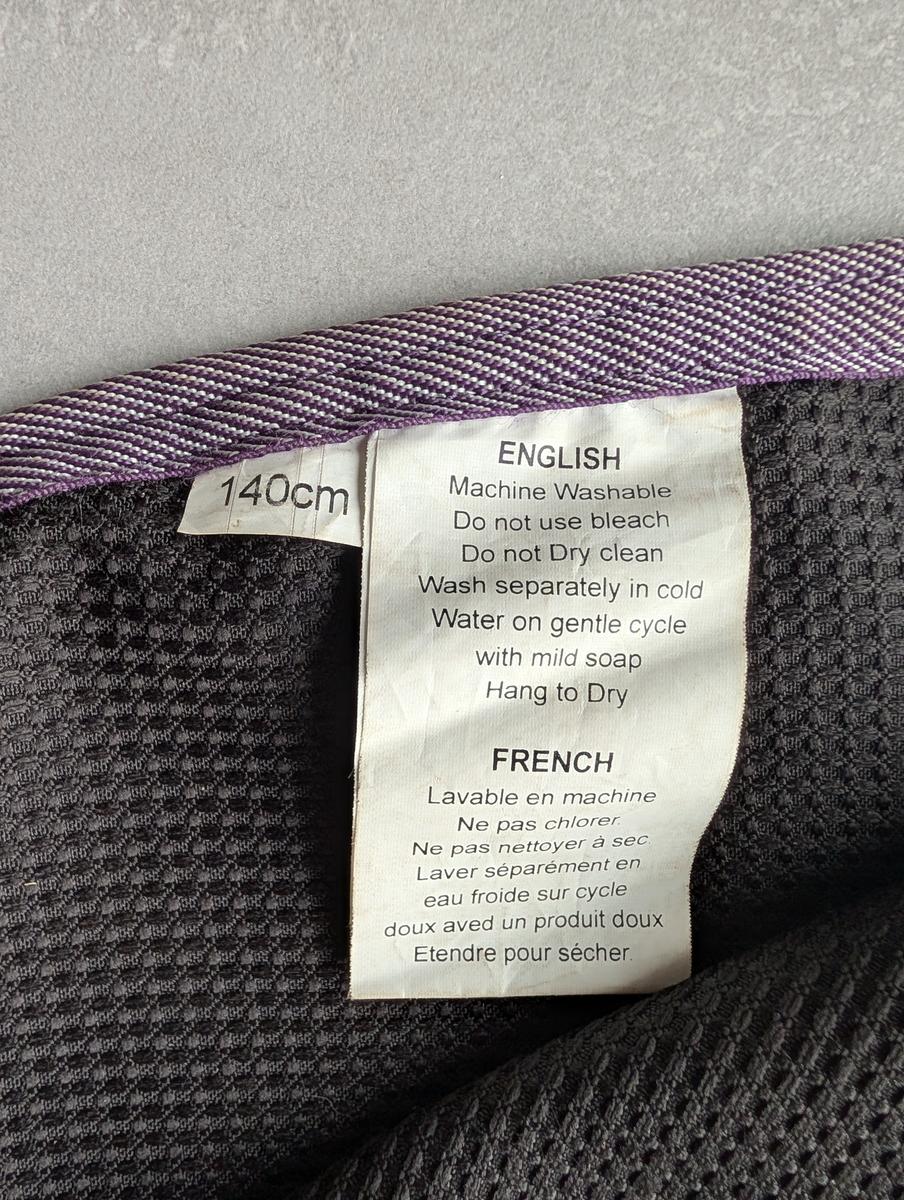 140cm
ENGLISH
Machine Washable
Do not use bleach
Do not Dry clean
Wash separately in cold
Water on gentle cycle
with mild soap
Hang to Dry
FRENCH
Lavable en machine
Ne pas chlorer.
Ne pas nettoyer à sec.
Laver séparément en
eau froide sur cycle
doux aved un produit doux
Etendre pour sécher.